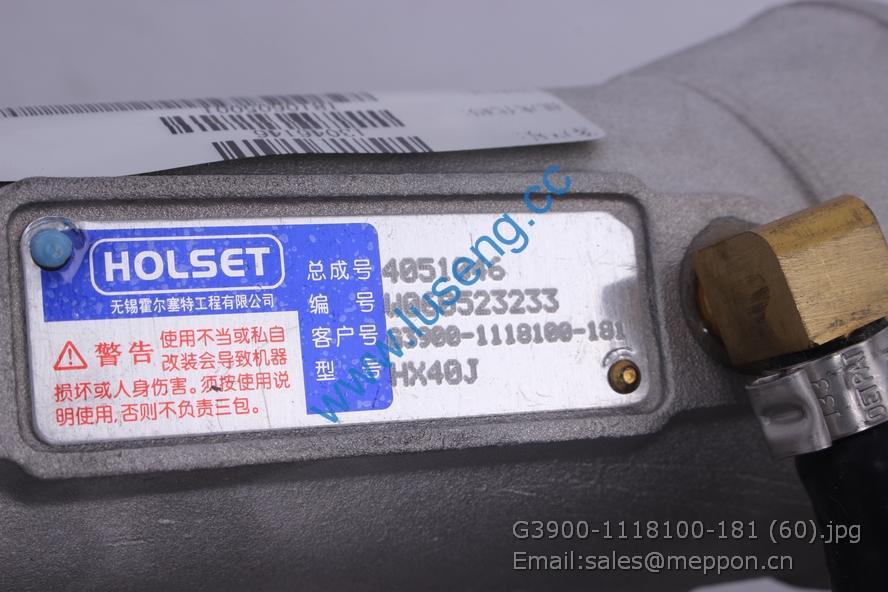 3046146
HOLSET
无锡霍尔塞特工程有限公司
警告 使用不当或私自
改装会导致机器
损坏或人身伤害。须按使用说
明使用,否则不负责三包。
总成号
编 号
客户号 G3900-1118100-181
型 号 HX40J
www.luseng.cc
G3900-1118100-181 (60).jpg
Email:sales@meppon.cn